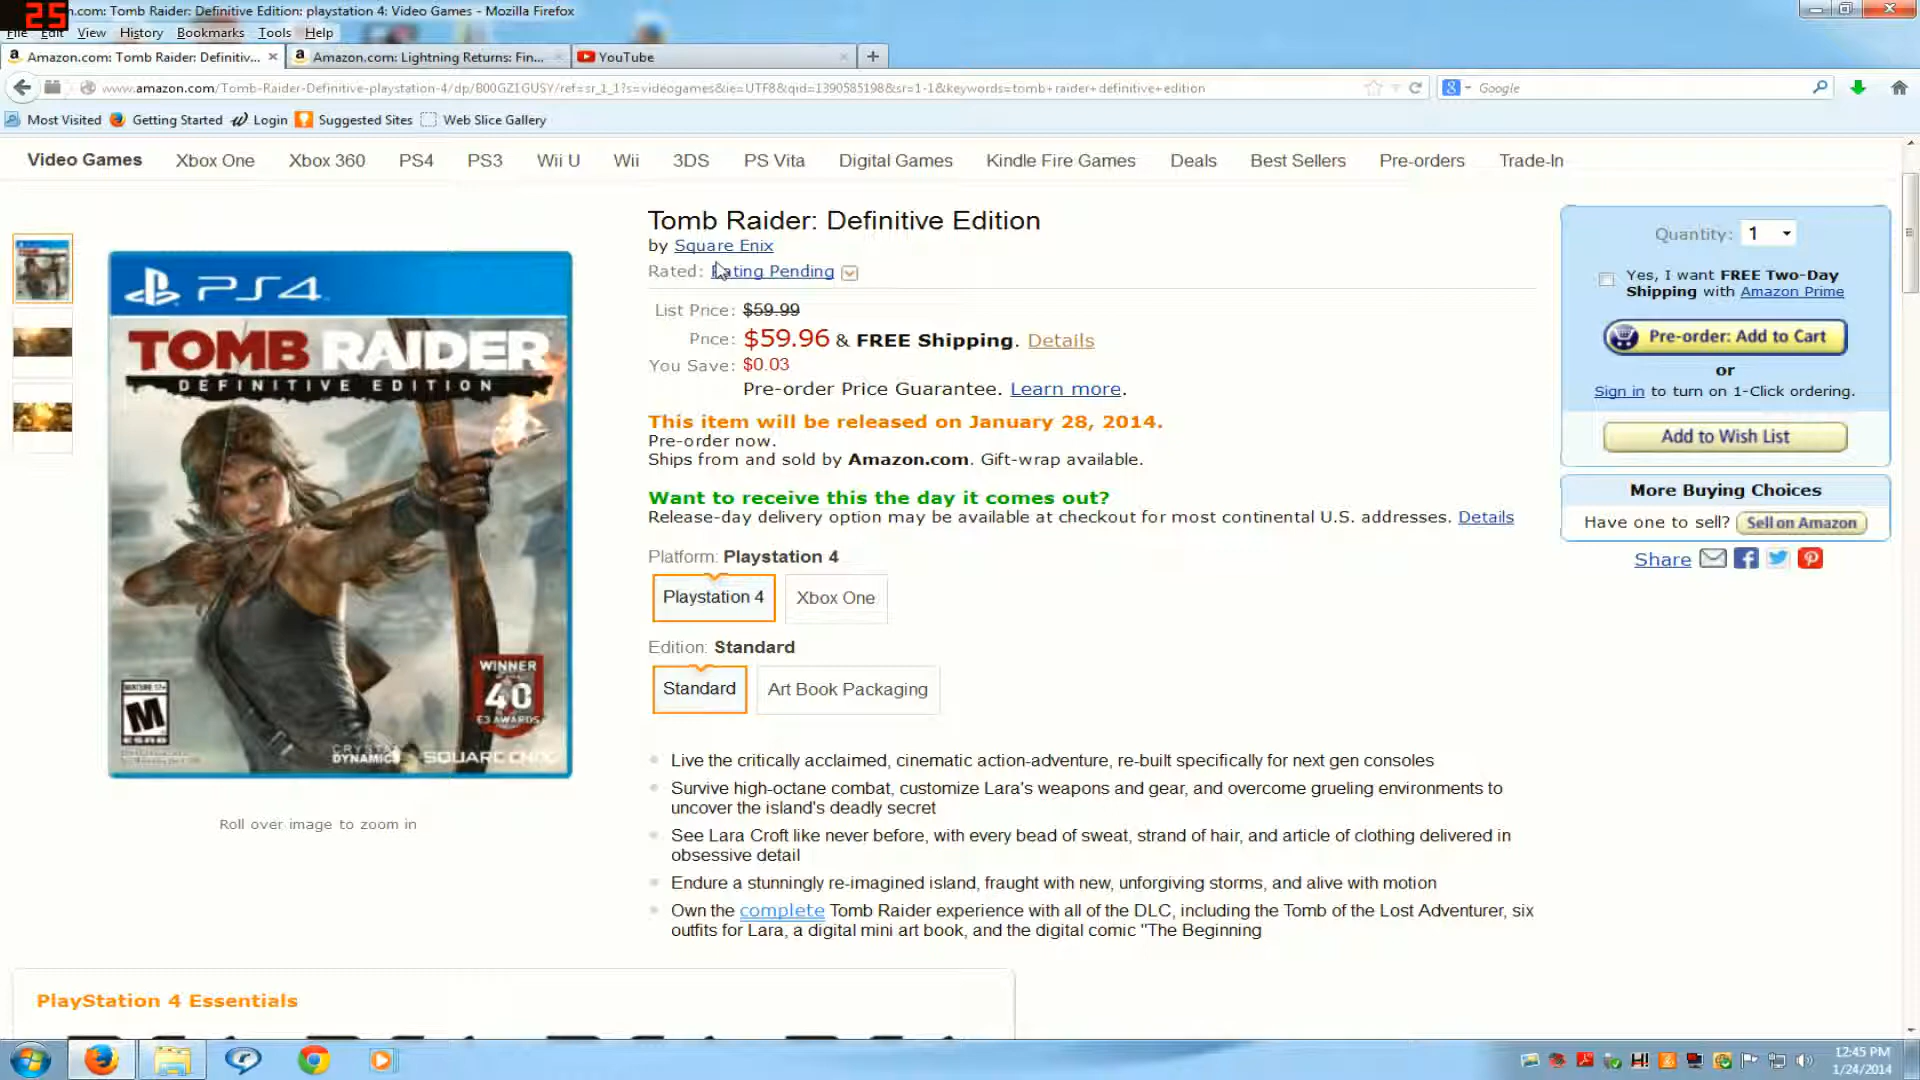 25
n.com: Tomb Raider: Definitive Edition: playstation 4: Video Games - Mozilla Firefox
File Edit View History Bookmarks Tools Help
Amazon.com: Tomb Raider: Definitiv...
Amazon.com: Lightning Returns: Fin...
YouTube
www.amazon.com/Tomb-Raider-Definitive-playstation-4/dp/B00GZ1GUSY/ref=sr_1_1?s=videogames&ie=UTF8&qid=1390585198&sr=1-1&keywords=tomb+raider+definitive+edition
Google
Most Visited Getting Started Login Suggested Sites Web Slice Gallery
Video Games Xbox One Xbox 360 PS4 PS3 Wii U Wii 3DS PS Vita Digital Games Kindle Fire Games Deals Best Sellers Pre-orders Trade-In
Tomb Raider: Definitive Edition
by Square Enix
Rated: Rating Pending
List Price: $59.99
Price: $59.96 & FREE Shipping. Details
You Save: $0.03
Pre-order Price Guarantee. Learn more.
This item will be released on January 28, 2014.
Pre-order now.
Ships from and sold by Amazon.com. Gift-wrap available.
Want to receive this the day it comes out?
Release-day delivery option may be available at checkout for most continental U.S. addresses. Details
Platform: Playstation 4
Playstation 4 Xbox One
Edition: Standard
Standard Art Book Packaging
Live the critically acclaimed, cinematic action-adventure, re-built specifically for next gen consoles
Survive high-octane combat, customize Lara's weapons and gear, and overcome grueling environments to
uncover the island's deadly secret
See Lara Croft like never before, with every bead of sweat, strand of hair, and article of clothing delivered in
obsessive detail
Endure a stunningly re-imagined island, fraught with new, unforgiving storms, and alive with motion
Own the complete Tomb Raider experience with all of the DLC, including the Tomb of the Lost Adventurer, six
outfits for Lara, a digital mini art book, and the digital comic "The Beginning
PS4
TOMB RAIDER
DEFINITIVE EDITION
WINNER
40
E3 AWARDS
MATURE 17+
M
ESRB
CRYSTAL
DYNAMICS
SQUARE ENIX
Roll over image to zoom in
Quantity: 1
Yes, I want FREE Two-Day
Shipping with Amazon Prime
Pre-order: Add to Cart
or
Sign in to turn on 1-Click ordering.
Add to Wish List
More Buying Choices
Have one to sell? Sell on Amazon
Share
PlayStation 4 Essentials
12:45 PM
1/24/2014